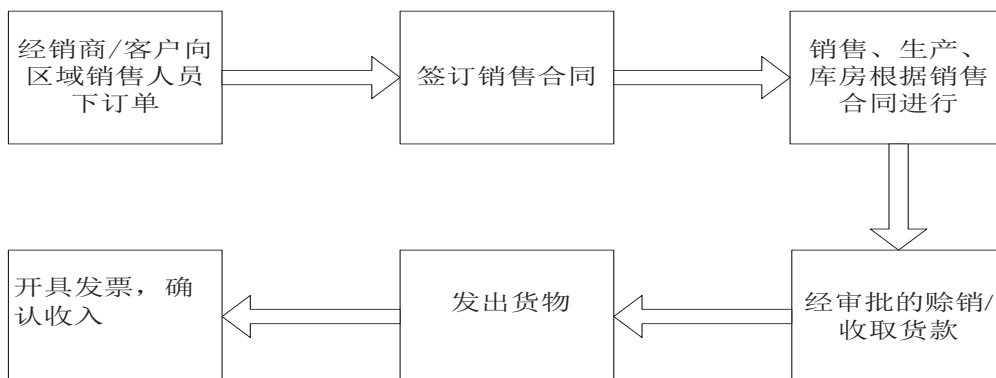 经销商/客户向
区域销售人员
下订单
签订销售合同
销售、生产、
库房根据销售
合同进行
经审批的赊销/
收取货款
发出货物
开具发票，确
认收入